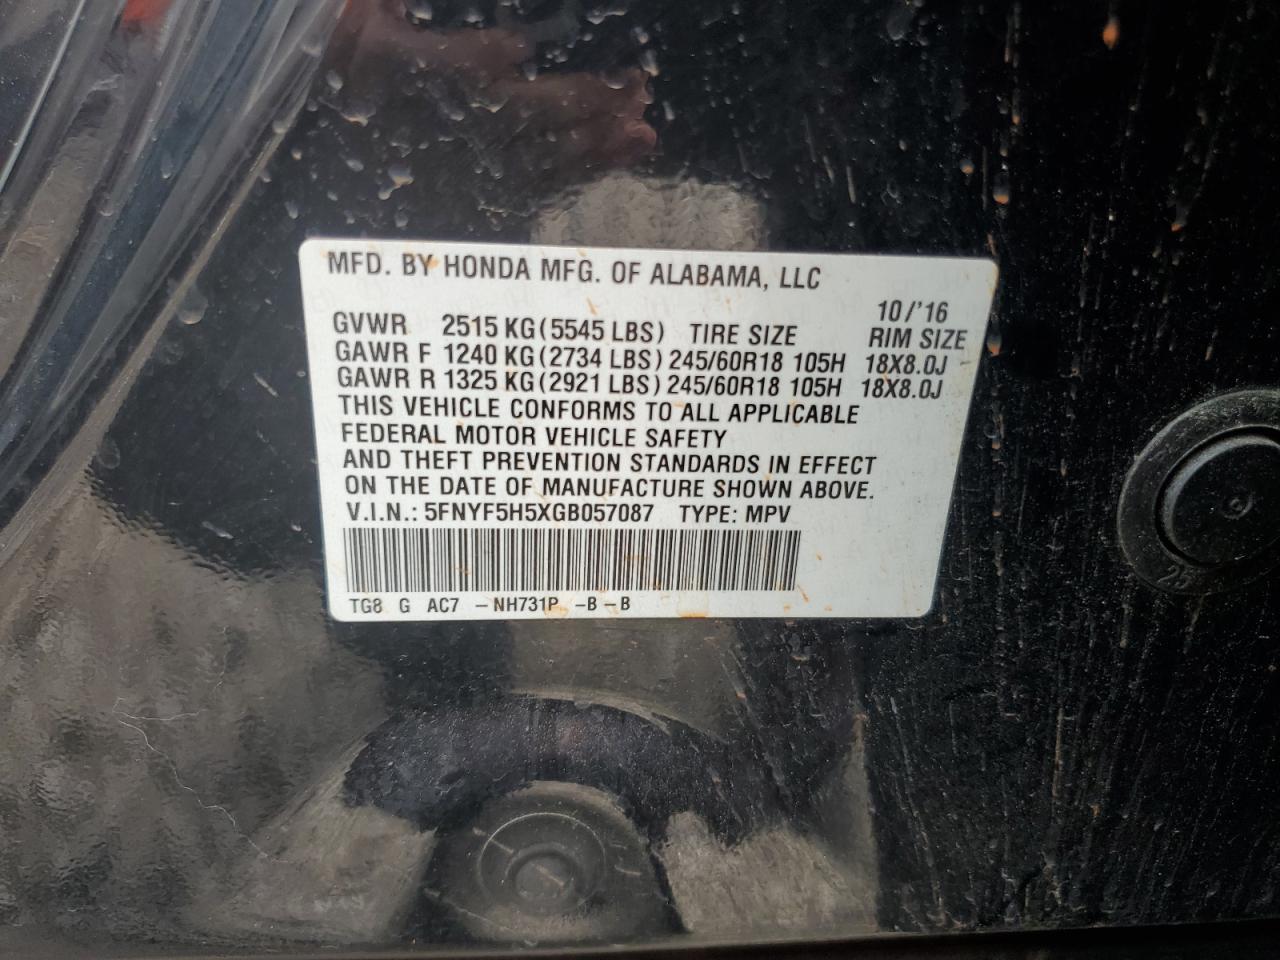 MFD. BY HONDA MFG. OF ALABAMA, LLC
10/'16
GVWR 2515 KG(5545 LBS) TIRE SIZE RIM SIZE
GAWR F 1240 KG(2734 LBS) 245/60R18 105H 18X8.0J
GAWR R 1325 KG(2921 LBS) 245/60R18 105H 18X8.0J
THIS VEHICLE CONFORMS TO ALL APPLICABLE
FEDERAL MOTOR VEHICLE SAFETY
AND THEFT PREVENTION STANDARDS IN EFFECT
ON THE DATE OF MANUFACTURE SHOWN ABOVE.
V.I.N.: 5FNYF5H5XGB057087 TYPE: MPV
TG8 G AC7 -NH731P -B-B
25